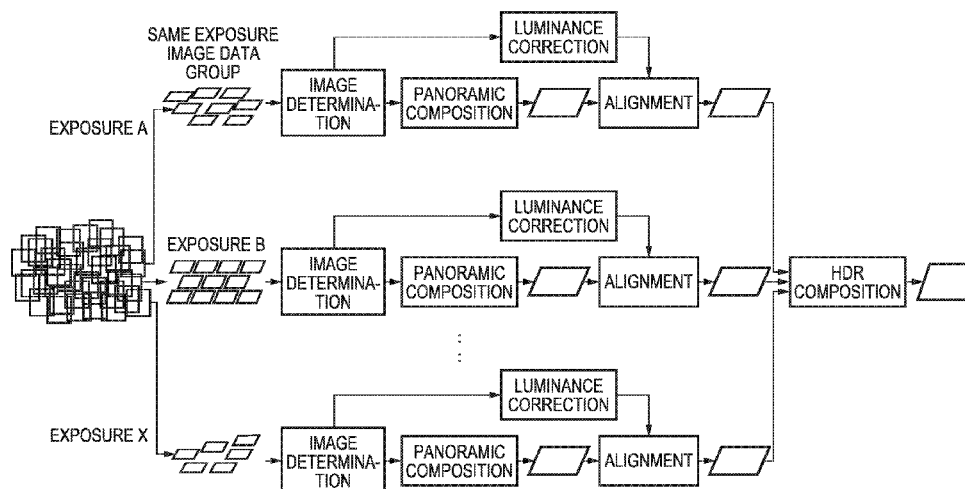 SAME EXPOSURE
IMAGE DATA
GROUP
LUMINANCE
CORRECTION
IMAGE
DETERMINA-
TION
PANORAMIC
COMPOSITION
ALIGNMENT
EXPOSURE A
LUMINANCE
CORRECTION
EXPOSURE B
IMAGE
DETERMINA-
TION
PANORAMIC
COMPOSITION
ALIGNMENT
HDR
COMPOSITION
LUMINANCE
CORRECTION
EXPOSURE X
IMAGE
DETERMINA-
TION
PANORAMIC
COMPOSITION
ALIGNMENT